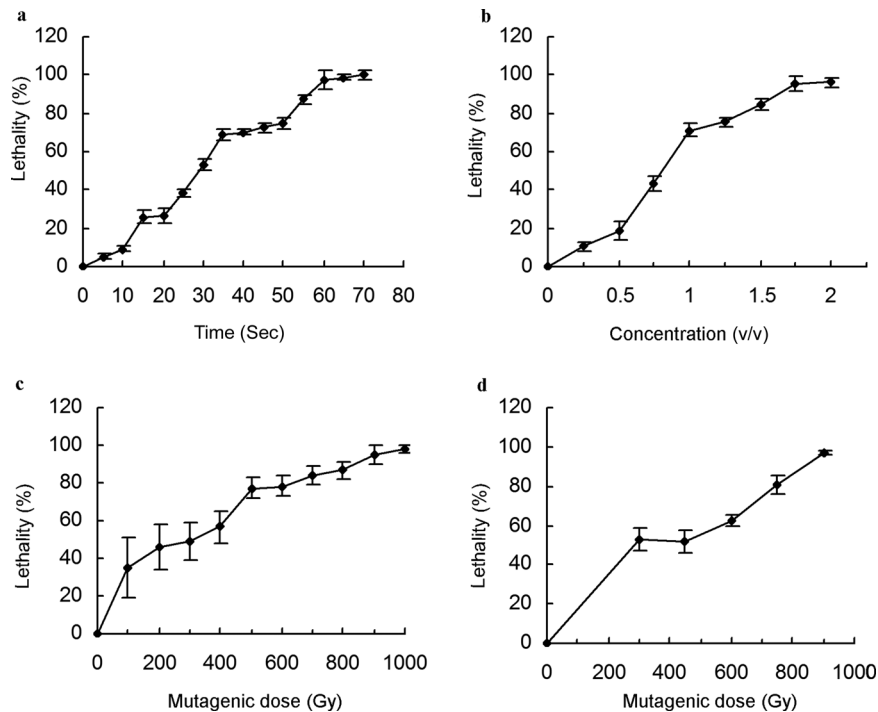 a
120
100
80
60
40
20
0
Lethality (%)
0 10 20 30 40 50 60 70 80
Time (Sec)
b
120
100
80
60
40
20
0
Lethality (%)
0 0.5 1 1.5 2
Concentration (v/v)
c
120
100
80
60
40
20
0
Lethality (%)
0 200 400 600 800 1000
Mutagenic dose (Gy)
d
120
100
80
60
40
20
0
Lethality (%)
0 200 400 600 800 1000
Mutagenic dose (Gy)